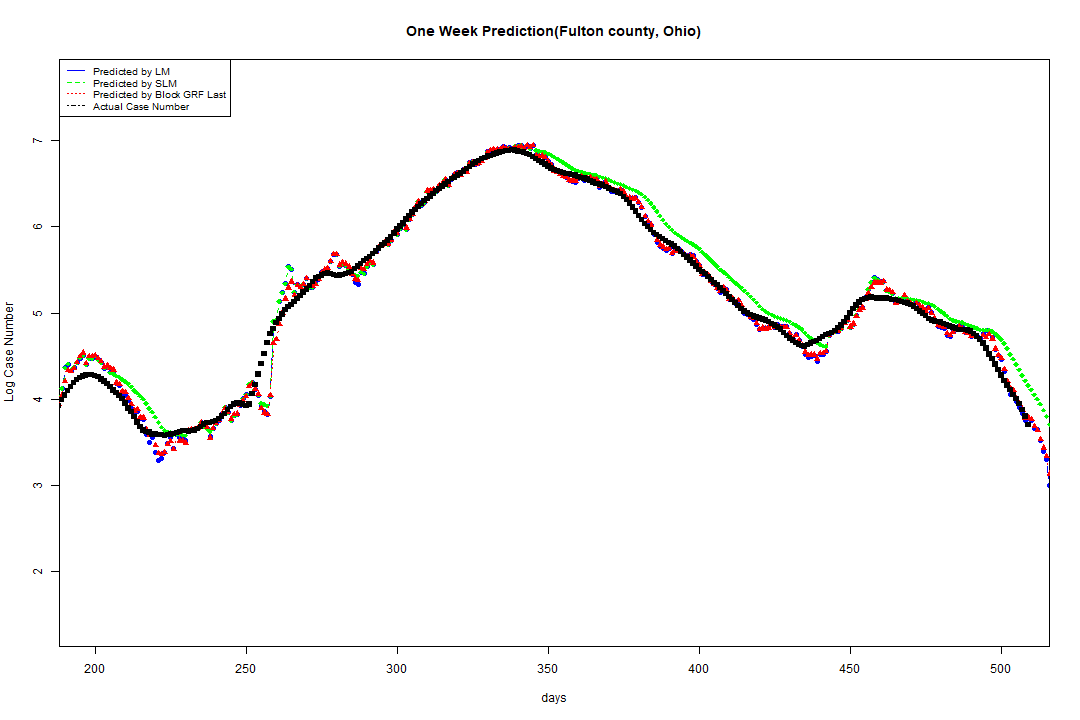 One Week Prediction(Fulton county, Ohio)
Predicted by LM
Predicted by SLM
Predicted by Block GRF Last
Actual Case Number
Log Case Number
7
6
5
4
3
2
200 250 300 350 400 450 500
days